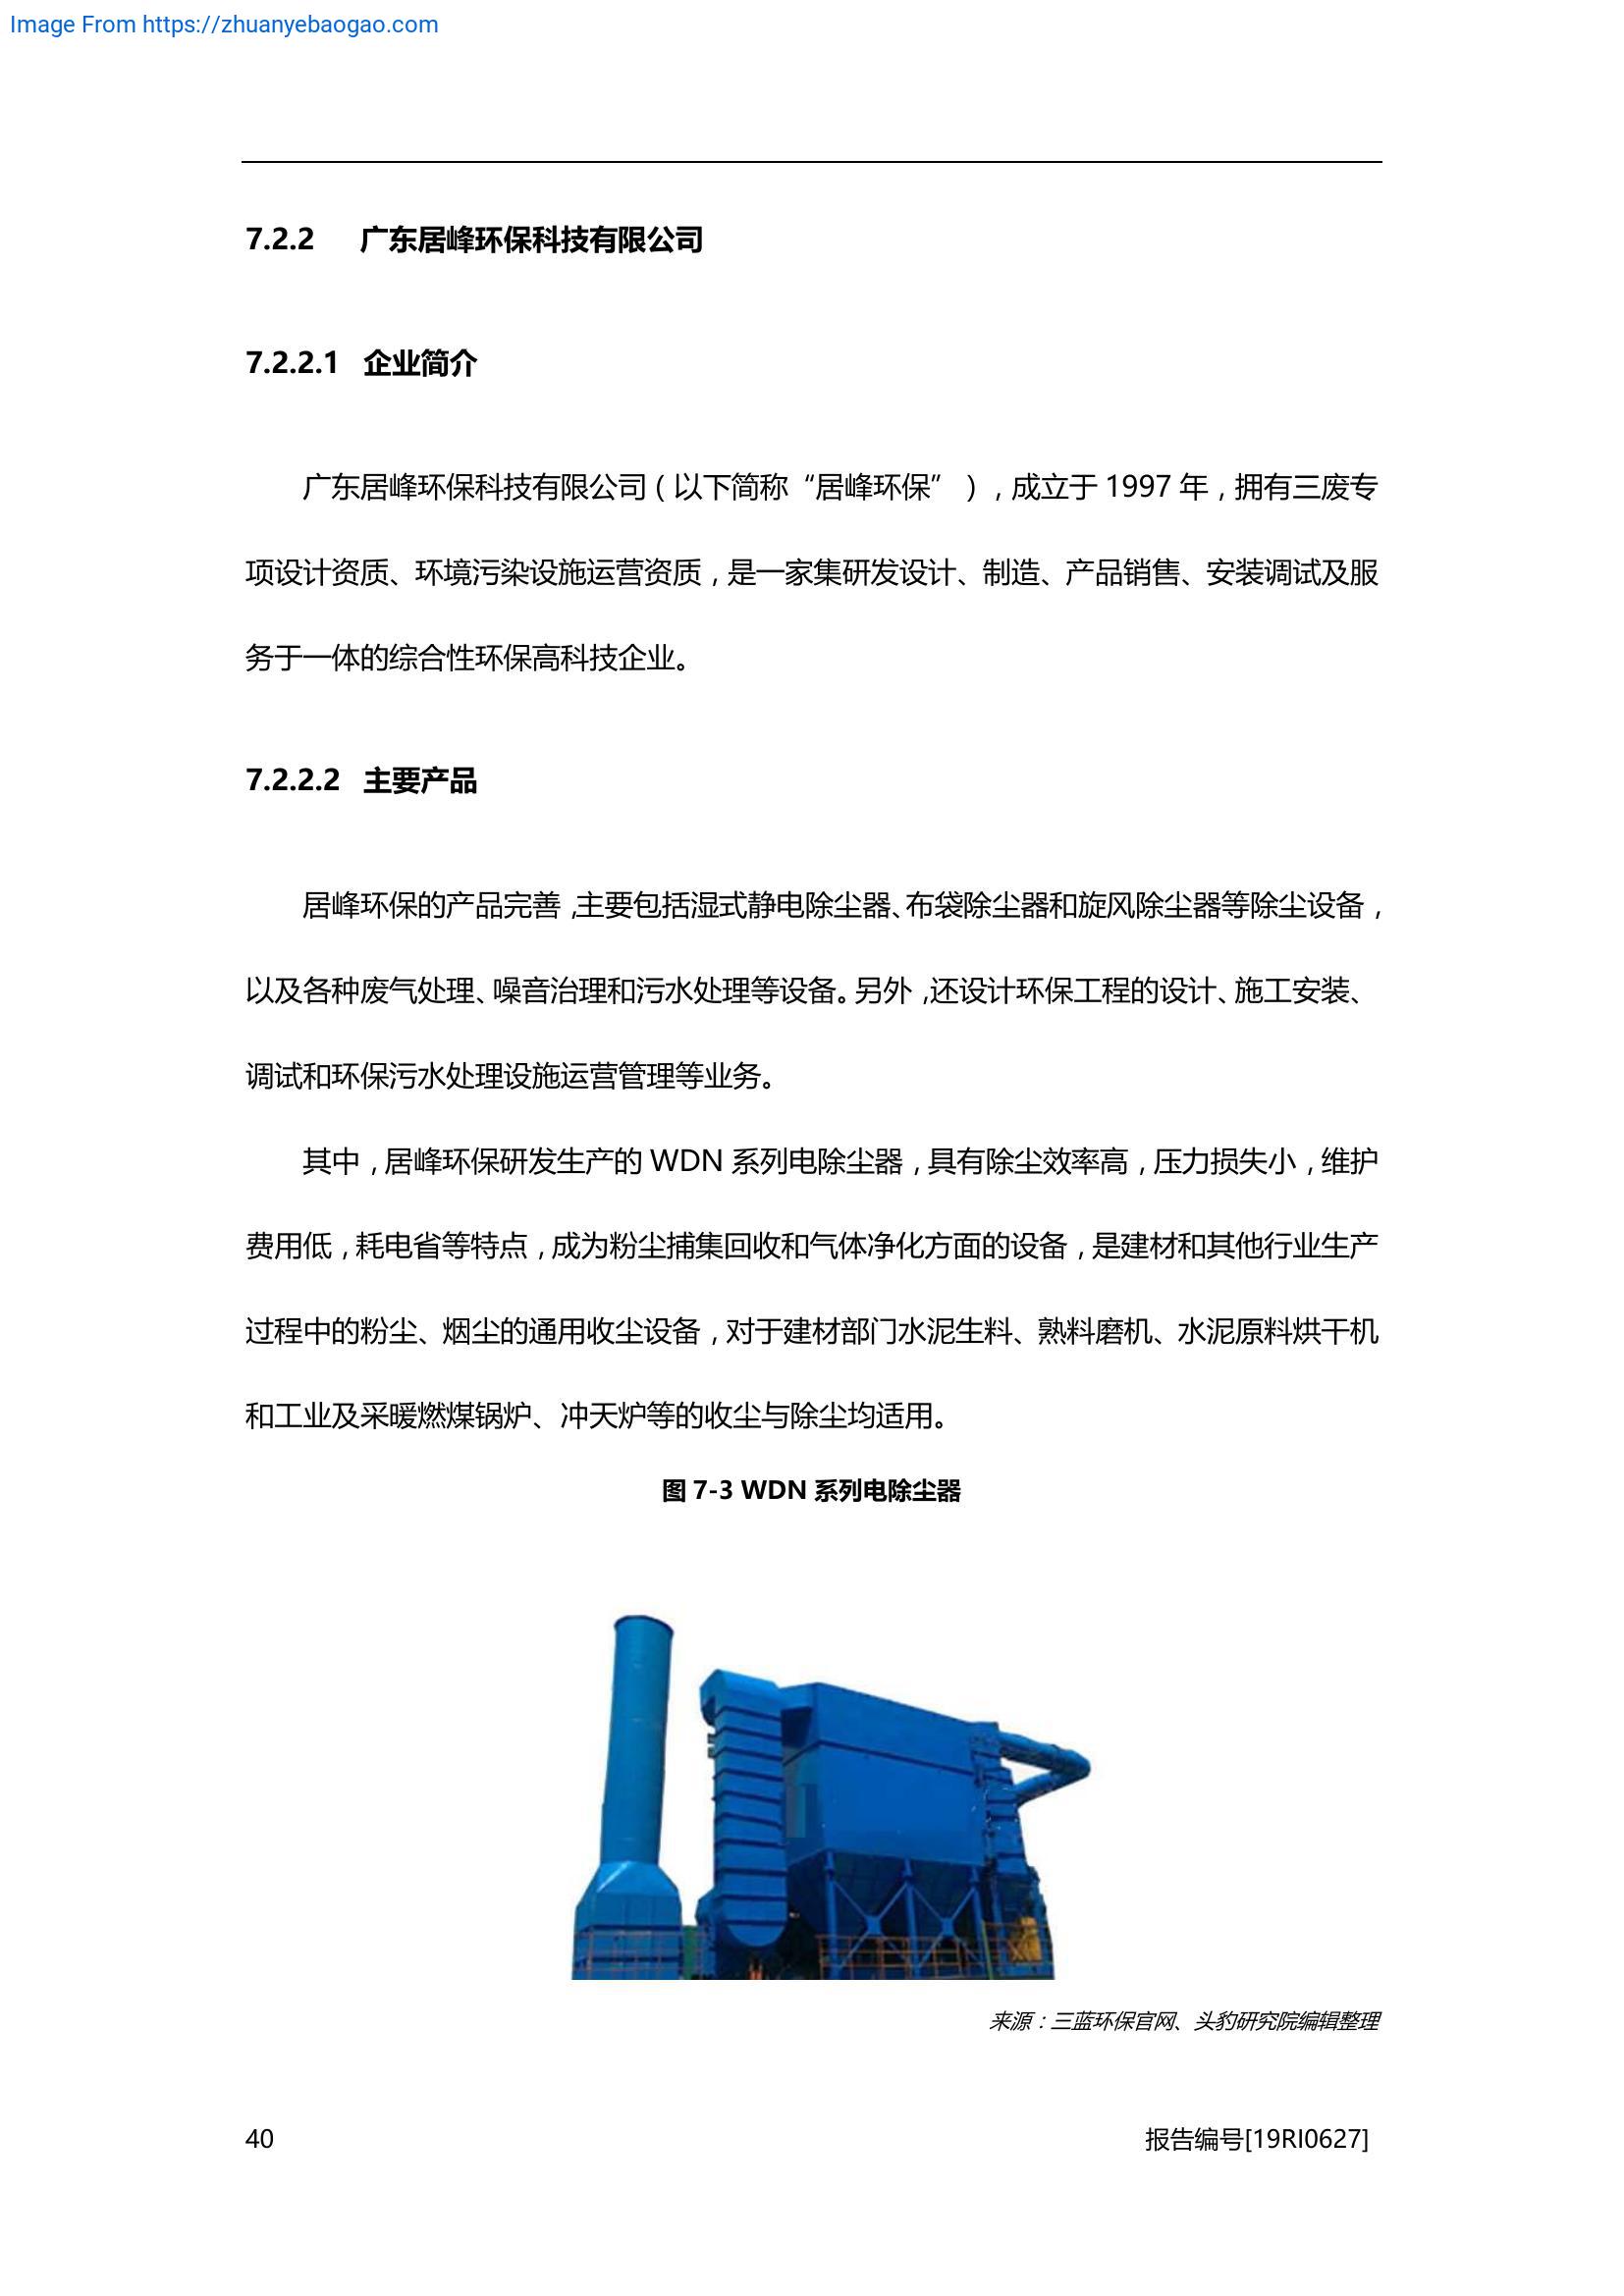 Image From https://zhuanyebaogao.com
7.2.2 广东居峰环保科技有限公司
7.2.2.1 企业简介
广东居峰环保科技有限公司（以下简称“居峰环保”），成立于 1997 年，拥有三废专
项设计资质、环境污染设施运营资质，是一家集研发设计、制造、产品销售、安装调试及服
务于一体的综合性环保高科技企业。
7.2.2.2 主要产品
居峰环保的产品完善，主要包括湿式静电除尘器、布袋除尘器和旋风除尘器等除尘设备，
以及各种废气处理、噪音治理和污水处理等设备。另外，还设计环保工程的设计、施工安装、
调试和环保污水处理设施运营管理等业务。
其中，居峰环保研发生产的 WDN 系列电除尘器，具有除尘效率高，压力损失小，维护
费用低，耗电省等特点，成为粉尘捕集回收和气体净化方面的设备，是建材和其他行业生产
过程中的粉尘、烟尘的通用收尘设备，对于建材部门水泥生料、熟料磨机、水泥原料烘干机
和工业及采暖燃煤锅炉、冲天炉等的收尘与除尘均适用。
图 7-3 WDN 系列电除尘器
来源：三蓝环保官网、头豹研究院编辑整理
40 报告编号[19RI0627]